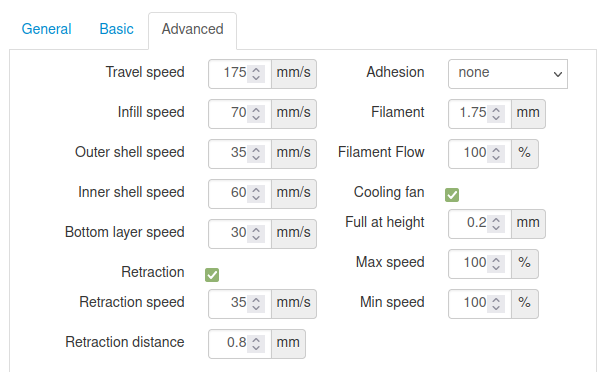 General Basic Advanced
Travel speed 175 mm/s Adhesion none
Infill speed 70 mm/s Filament 1.75 mm
Outer shell speed 35 mm/s Filament Flow 100 %
Inner shell speed 60 mm/s Cooling fan
Bottom layer speed 30 mm/s Full at height 0.2 mm
Retraction Max speed 100 %
Retraction speed 35 mm/s Min speed 100 %
Retraction distance 0.8 mm